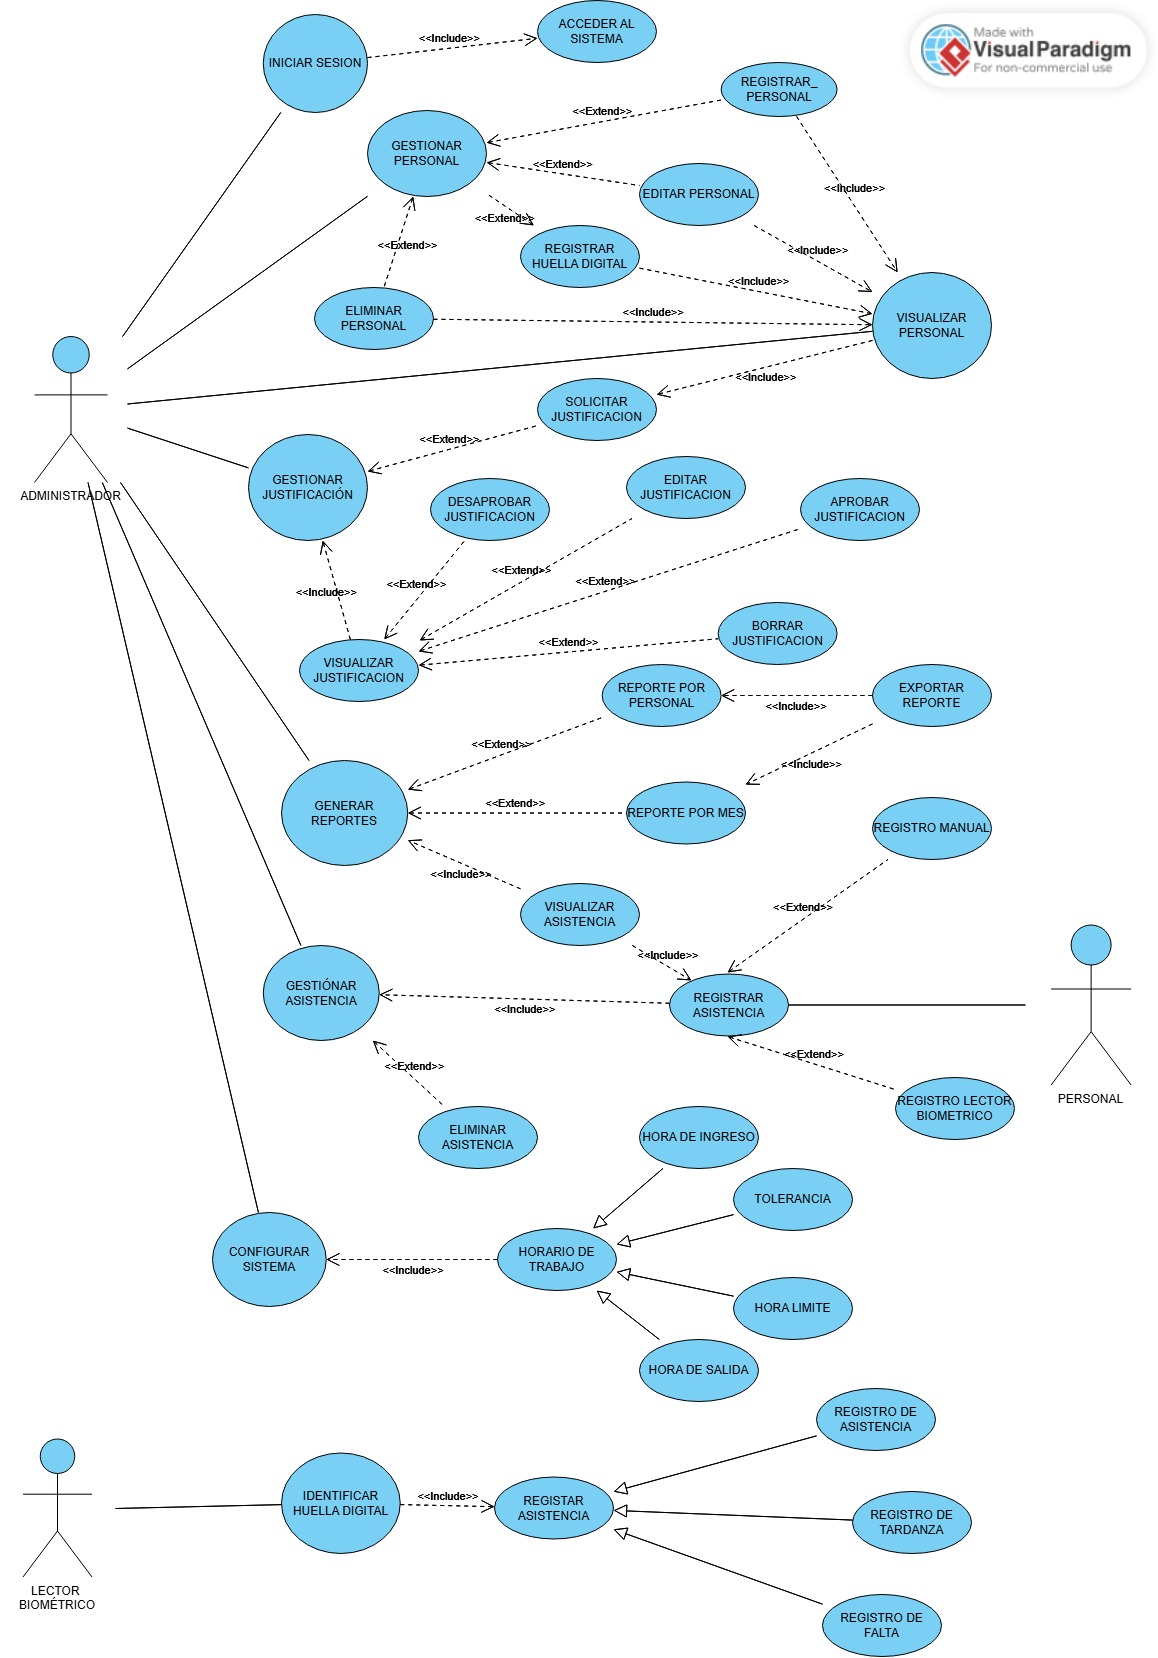 ACCEDER AL
SISTEMA
<<Include>>
INICIAR SESION
Made with
Visual Paradigm
For non-commercial use
REGISTRAR_
PERSONAL
<<Extend>>
GESTIONAR
PERSONAL
<<Extend>>
EDITAR PERSONAL
<<Include>>
<<Extend>>
REGISTRAR
HUELLA DIGITAL
<<Extend>>
<<Include>>
<<Include>>
ELIMINAR
PERSONAL
<<Include>>
VISUALIZAR
PERSONAL
<<Include>>
SOLICITAR
JUSTIFICACION
<<Extend>>
ADMINISTRADOR
GESTIONAR
JUSTIFICACIÓN
DESAPROBAR
JUSTIFICACION
EDITAR
JUSTIFICACION
APROBAR
JUSTIFICACION
<<Include>>
<<Extend>>
<<Extend>>
<<Extend>>
BORRAR
JUSTIFICACION
<<Extend>>
VISUALIZAR
JUSTIFICACION
REPORTE POR
PERSONAL
<<Include>>
EXPORTAR
REPORTE
<<Extend>>
<<Include>>
GENERAR
REPORTES
<<Extend>>
REPORTE POR MES
REGISTRO MANUAL
<<Include>>
VISUALIZAR
ASISTENCIA
<<Extend>>
<<Include>>
GESTIÓNAR
ASISTENCIA
<<Include>>
REGISTRAR
ASISTENCIA
<<Extend>>
<<Extend>>
REGISTRO LECTOR
BIOMETRICO
PERSONAL
ELIMINAR
ASISTENCIA
HORA DE INGRESO
TOLERANCIA
CONFIGURAR
SISTEMA
<<Include>>
HORARIO DE
TRABAJO
HORA LIMITE
HORA DE SALIDA
REGISTRO DE
ASISTENCIA
IDENTIFICAR
HUELLA DIGITAL
<<Include>>
REGISTAR
ASISTENCIA
REGISTRO DE
TARDANZA
LECTOR
BIOMÉTRICO
REGISTRO DE
FALTA